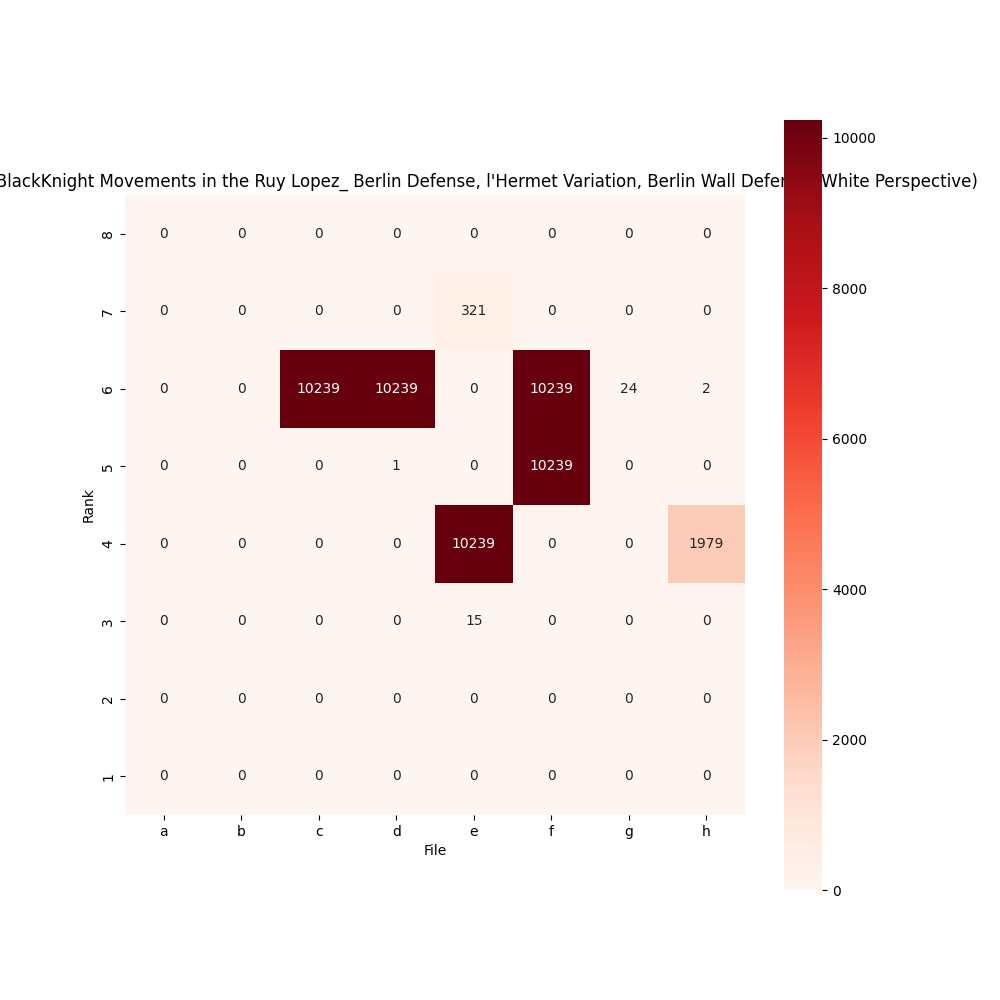 BlackKnight Movements in the Ruy Lopez_ Berlin Defense, l'Hermet Variation, Berlin Wall Defen White Perspective)
10000
8000
6000
4000
2000
0
Rank
8 0 0 0 0 0 0 0 0
7 0 0 0 0 321 0 0 0
6 0 0 10239 10239 0 10239 24 2
5 0 0 0 1 0 10239 0 0
4 0 0 0 0 10239 0 0 1979
3 0 0 0 0 15 0 0 0
2 0 0 0 0 0 0 0 0
1 0 0 0 0 0 0 0 0
a b c d e f g h
File